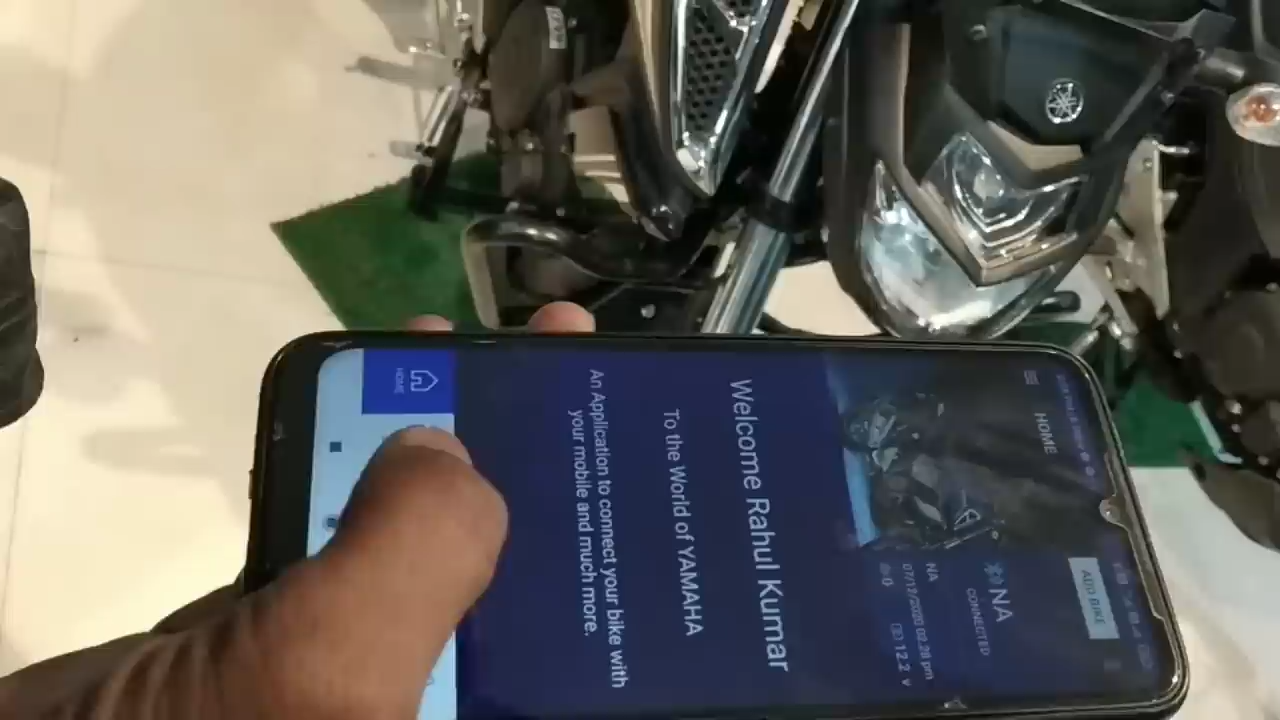 HOME
ADD BIKE
NA
CONNECTED
NA
07/12/2020 02.28 pm
0
12.2 v
Welcome Rahul Kumar
To the World of YAMAHA
An Application to connect your bike with
your mobile and much more.
HOME